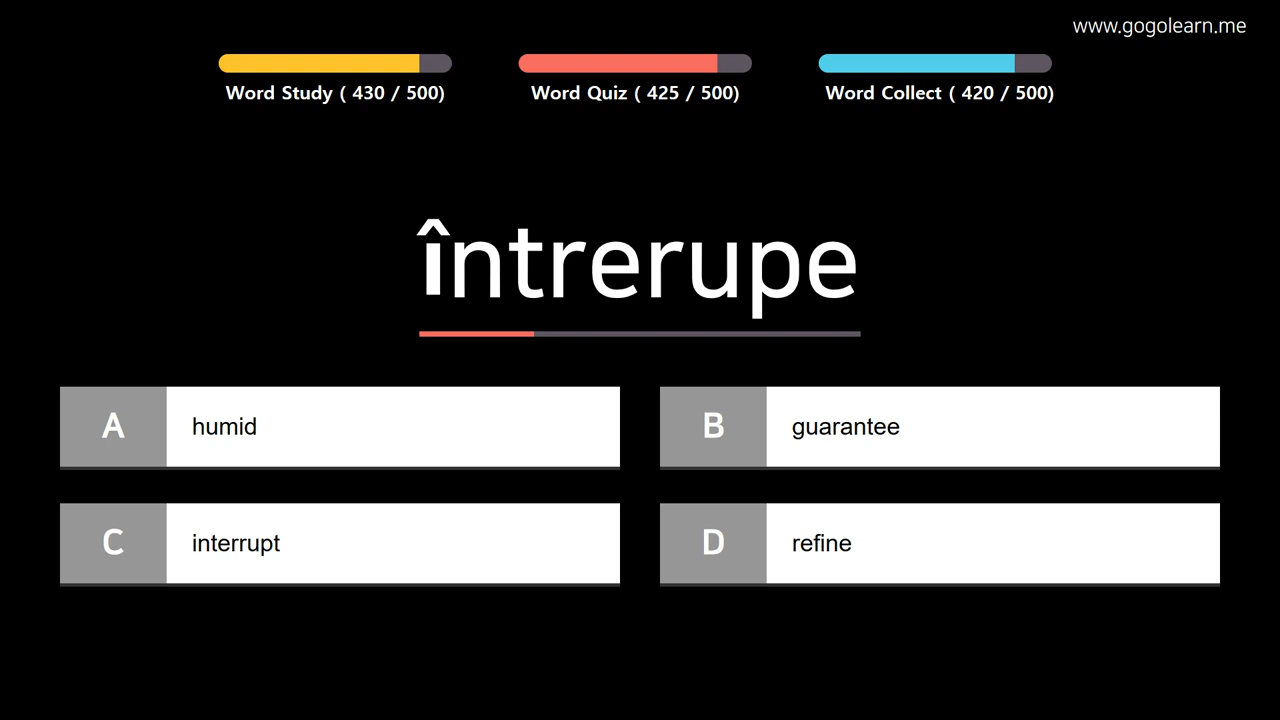 www.gogolearn.me
Word Study ( 430 / 500)
Word Quiz ( 425 / 500)
Word Collect ( 420 / 500)
întrerupe
A humid
B guarantee
C interrupt
D refine